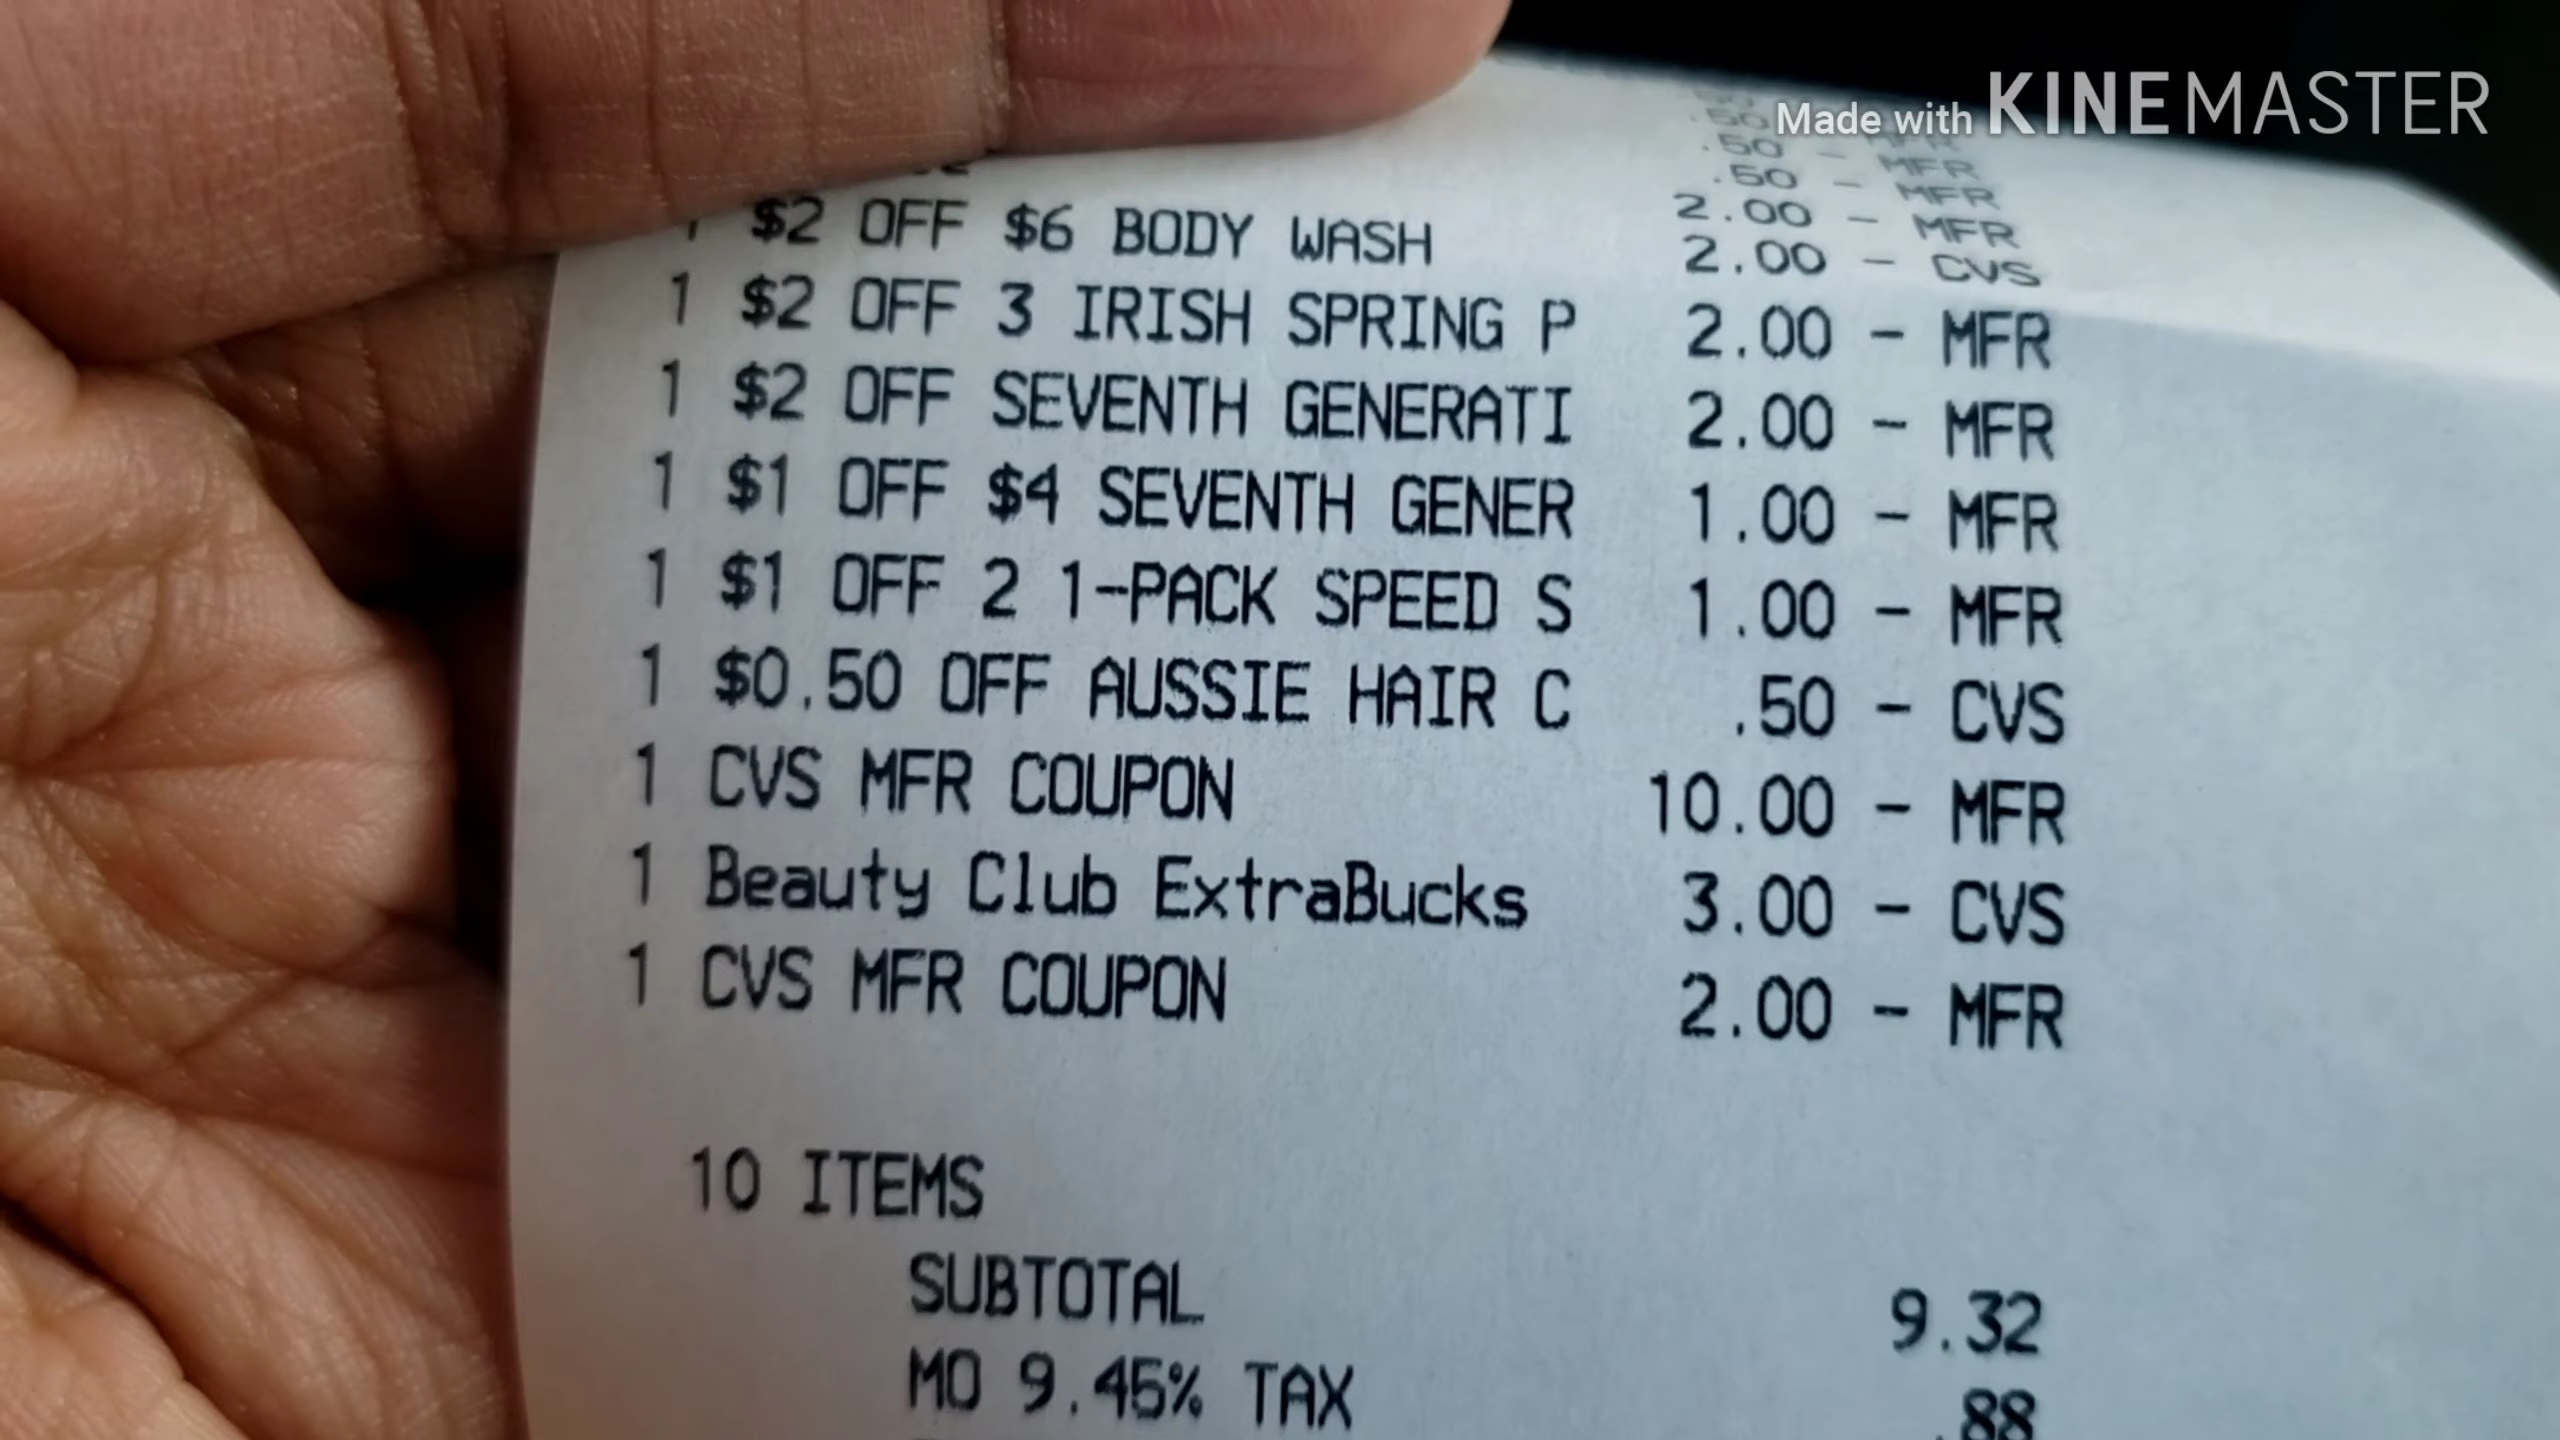 Made with KINEMASTER
.50 - MFR
.50 - MFR
2.00 - MFR
1 $2 OFF $6 BODY WASH 2.00 - CVS
1 $2 OFF 3 IRISH SPRING P 2.00 - MFR
1 $2 OFF SEVENTH GENERATI 2.00 - MFR
1 $1 OFF $4 SEVENTH GENER 1.00 - MFR
1 $1 OFF 2 1-PACK SPEED S 1.00 - MFR
1 $0.50 OFF AUSSIE HAIR C .50 - CVS
1 CVS MFR COUPON 10.00 - MFR
1 Beauty Club ExtraBucks 3.00 - CVS
1 CVS MFR COUPON 2.00 - MFR
10 ITEMS
SUBTOTAL 9.32
MO 9.45% TAX .88